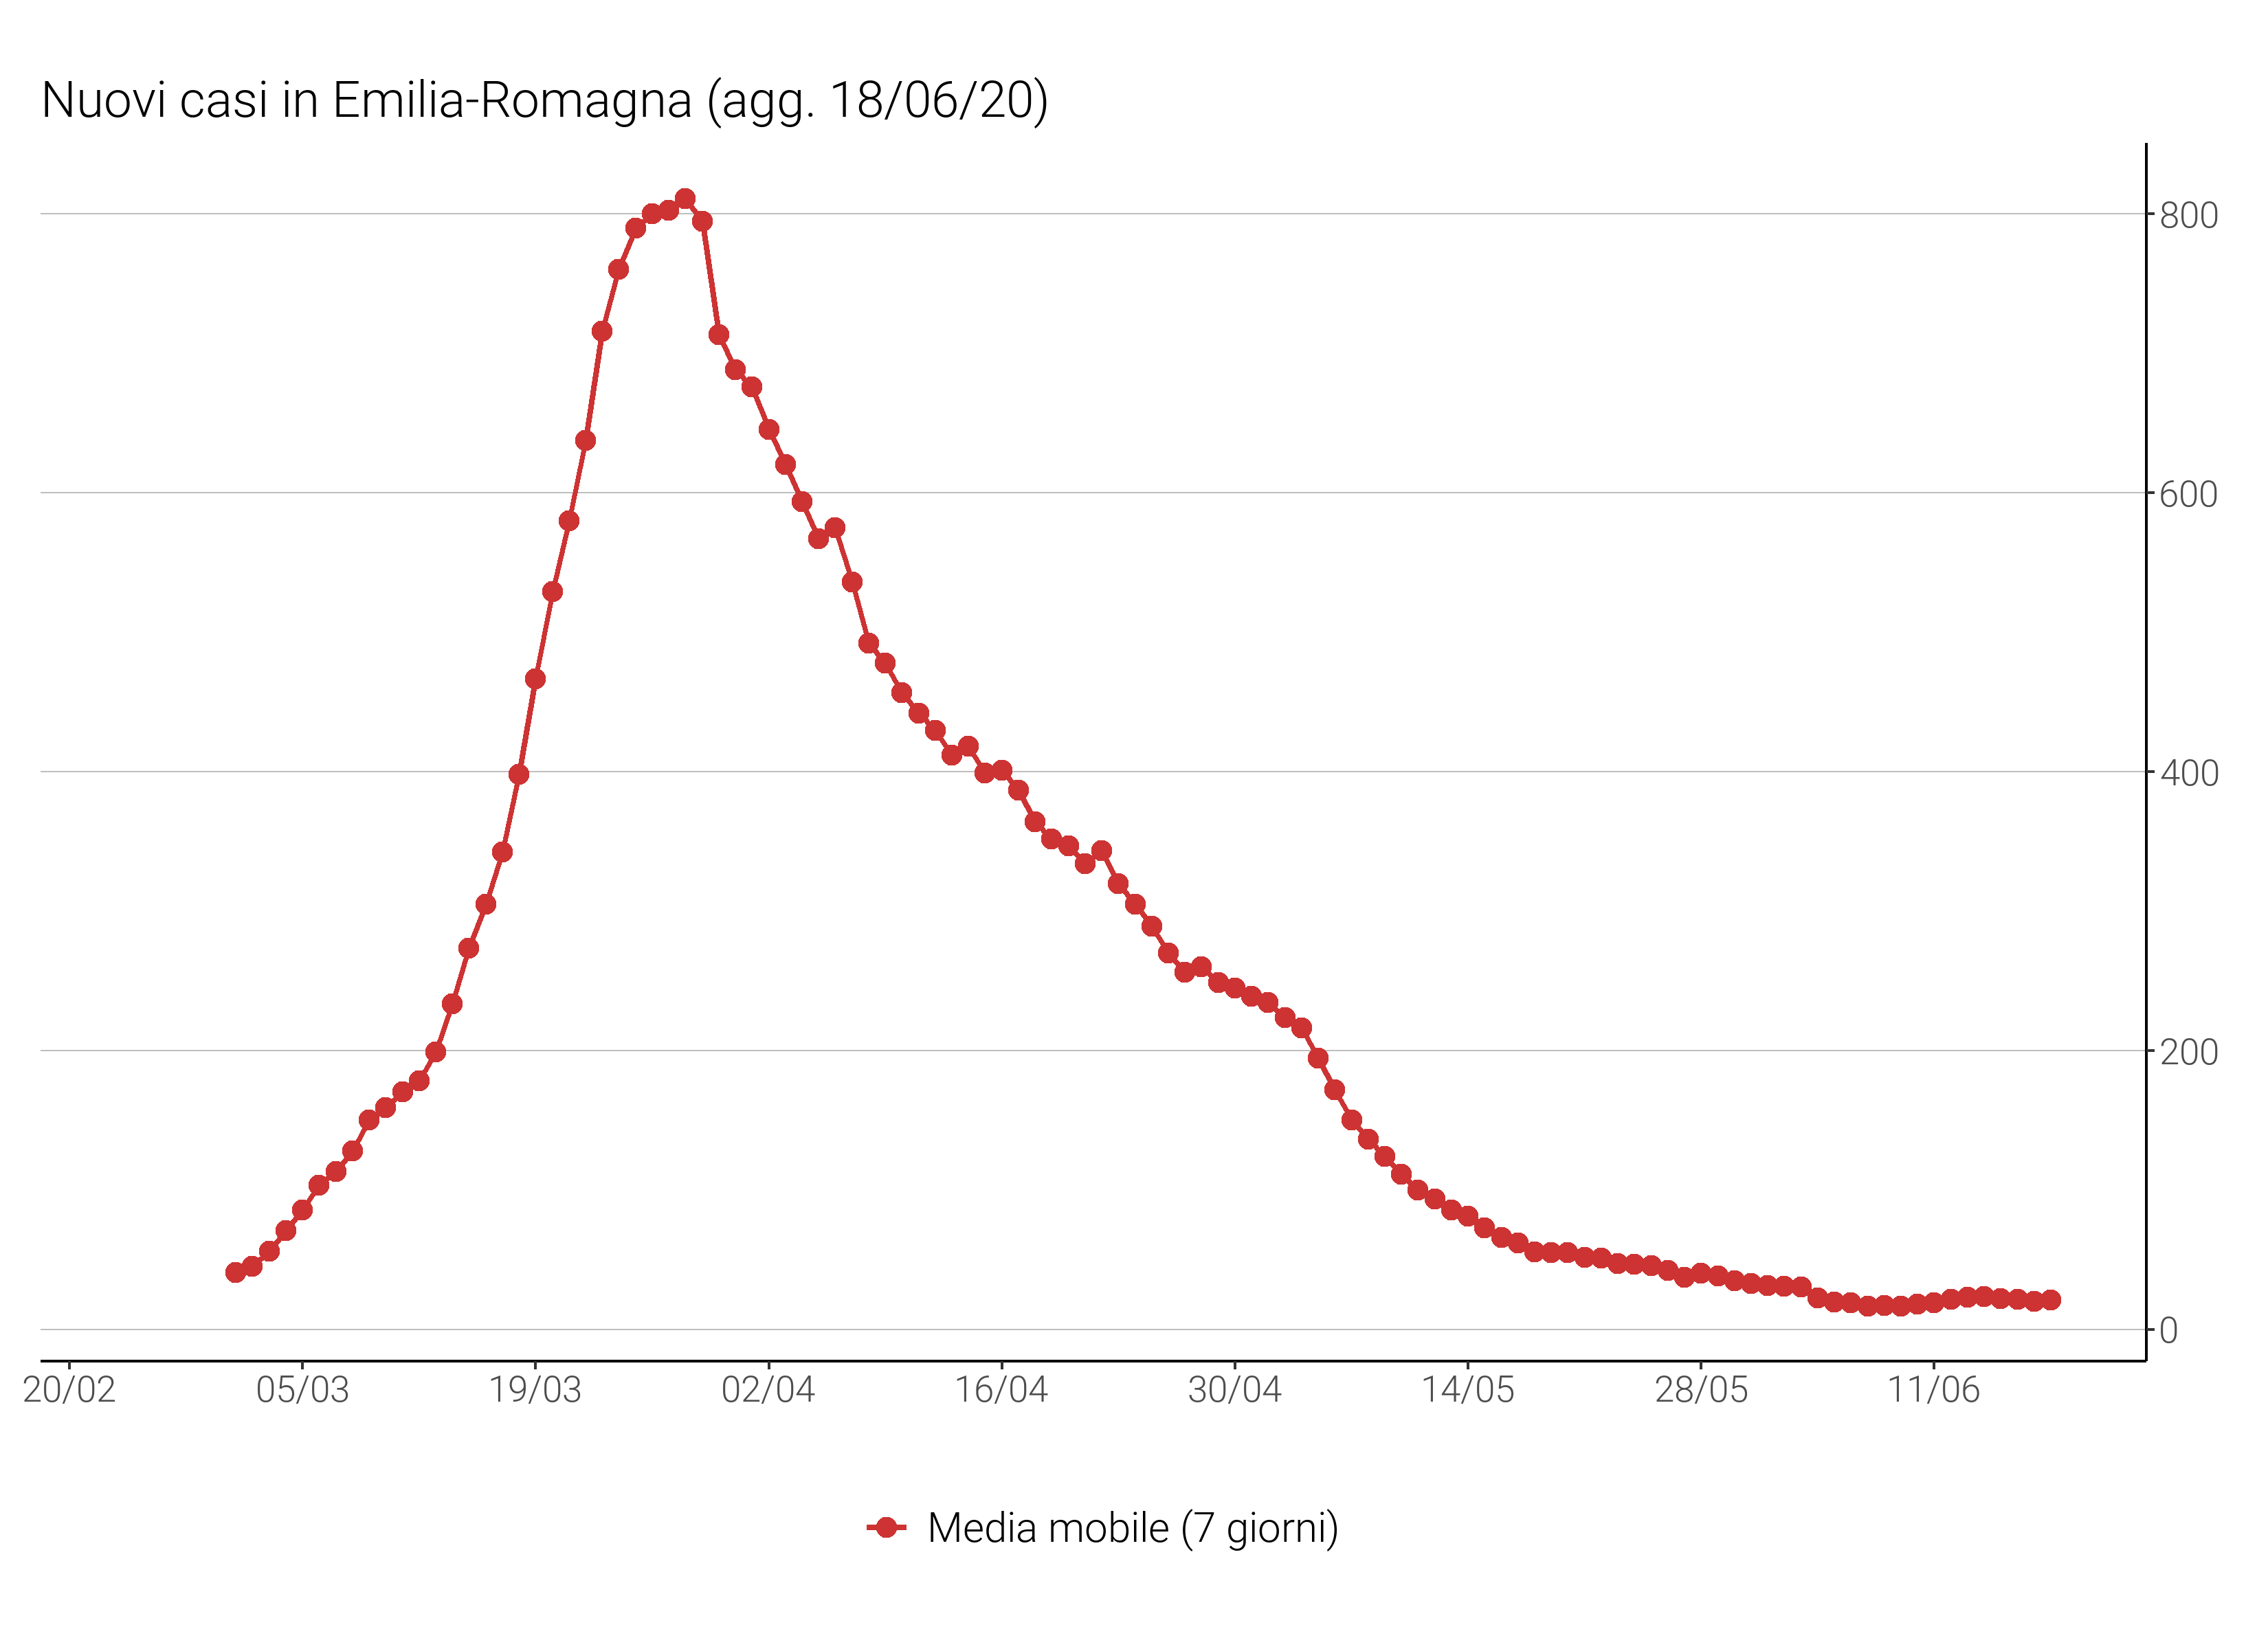 Nuovi casi in Emilia-Romagna (agg. 18/06/20)
800
600
400
200
0
20/02 05/03 19/03 02/04 16/04 30/04 14/05 28/05 11/06
Media mobile (7 giorni)